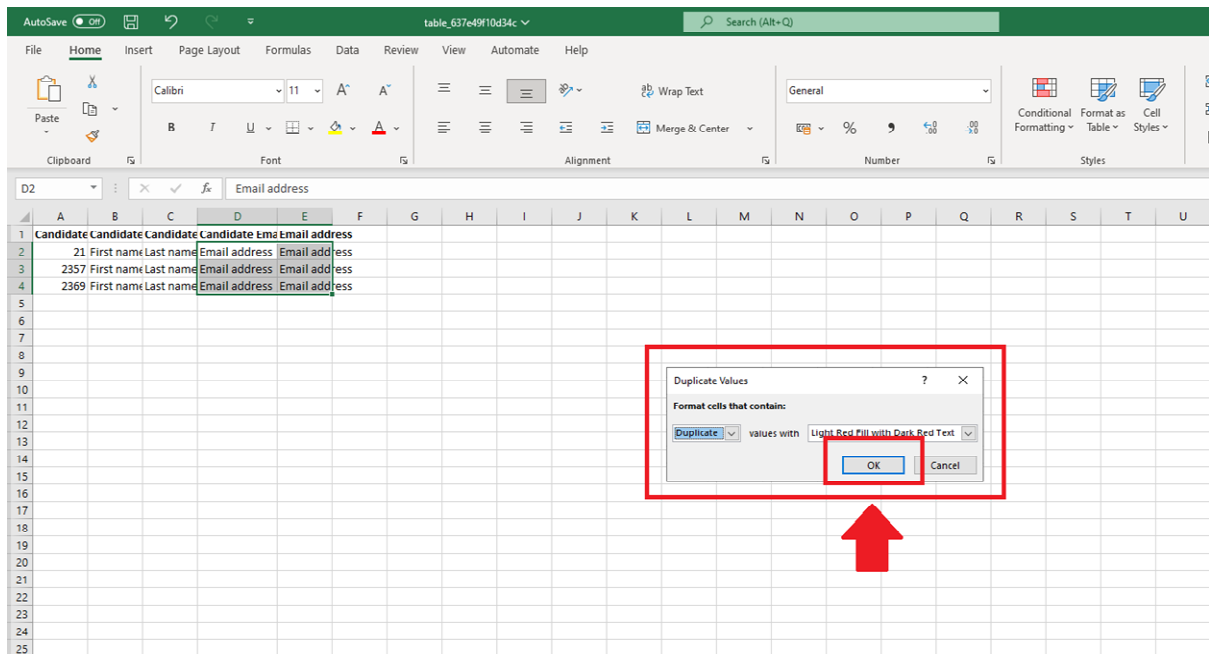 AutoSave Off table_637e49f10d34c Search (Alt+Q)
File Home Insert Page Layout Formulas Data Review View Automate Help
Calibri 11 A A Wrap Text General
Paste B I U A Merge & Center % Conditional Formatting Format as Table Cell Styles
Clipboard Font Alignment Number Styles
D2 fx Email address
A B C D E F G H I J K L M N O P Q R S T U
1 Candidate Candidate Candidate Candidate Ema Email address
2 21 First name Last name Email address Email address
3 2357 First name Last name Email address Email address
4 2369 First name Last name Email address Email address
5
6
7
8
9
Duplicate Values ? X
10
11 Format cells that contain:
12
13 Duplicate values with Light Red Fill with Dark Red Text
14
15 OK Cancel
16
17
18
19
20
21
22
23
24
25